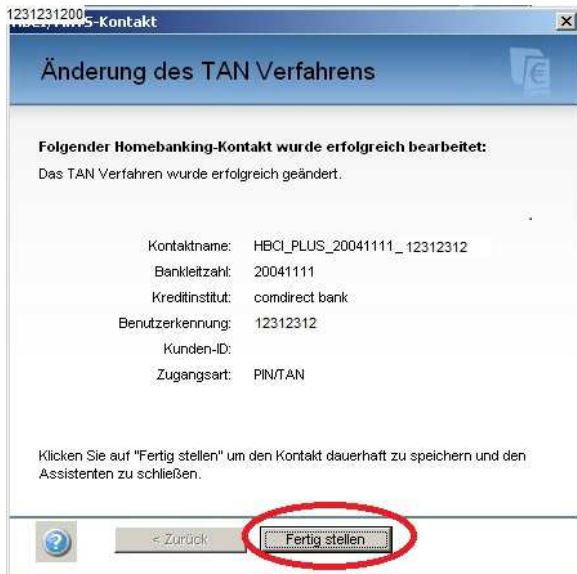 1231231200
HBCI/FinTS-Kontakt
Änderung des TAN Verfahrens
Folgender Homebanking-Kontakt wurde erfolgreich bearbeitet:
Das TAN Verfahren wurde erfolgreich geändert.
Kontaktname: HBCI_PLUS_20041111_12312312
Bankleitzahl: 20041111
Kreditinstitut: comdirect bank
Benutzerkennung: 12312312
Kunden-ID:
Zugangsart: PIN/TAN
Klicken Sie auf "Fertig stellen" um den Kontakt dauerhaft zu speichern und den
Assistenten zu schließen.
< Zurück Fertig stellen